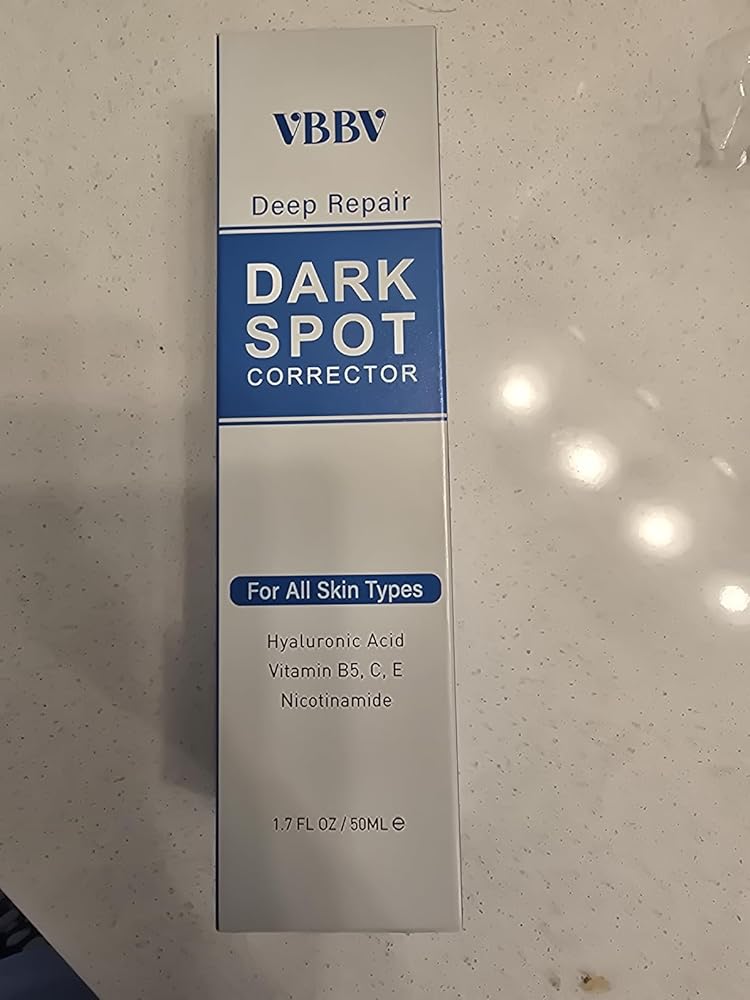 VBBV
Deep Repair
DARK
SPOT
CORRECTOR
For All Skin Types
Hyaluronic Acid
Vitamin B5, C, E
Nicotinamide
1.7 FL OZ / 50ML ℮